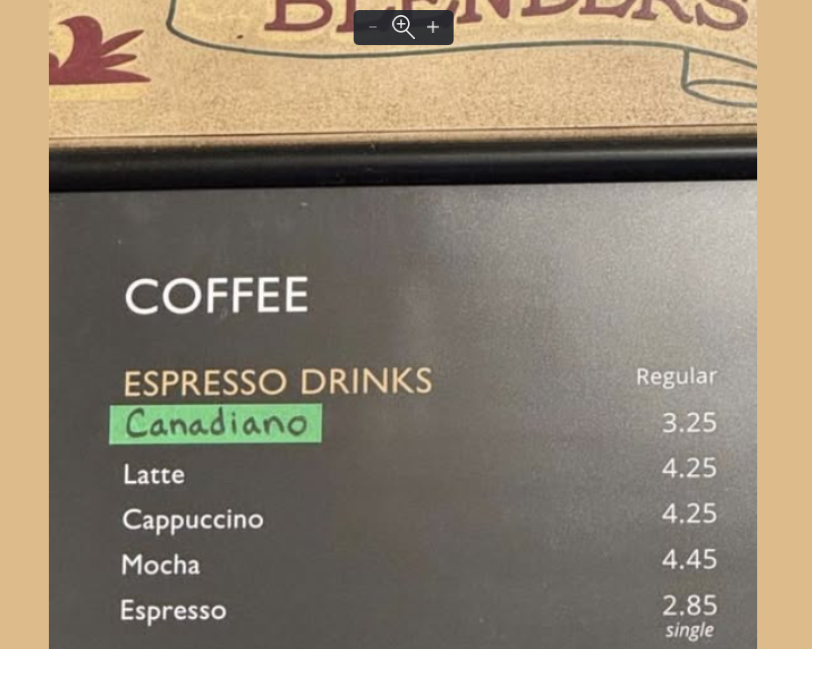 BLENDERS
COFFEE
ESPRESSO DRINKS Regular
Canadiano 3.25
Latte 4.25
Cappuccino 4.25
Mocha 4.45
Espresso 2.85
single